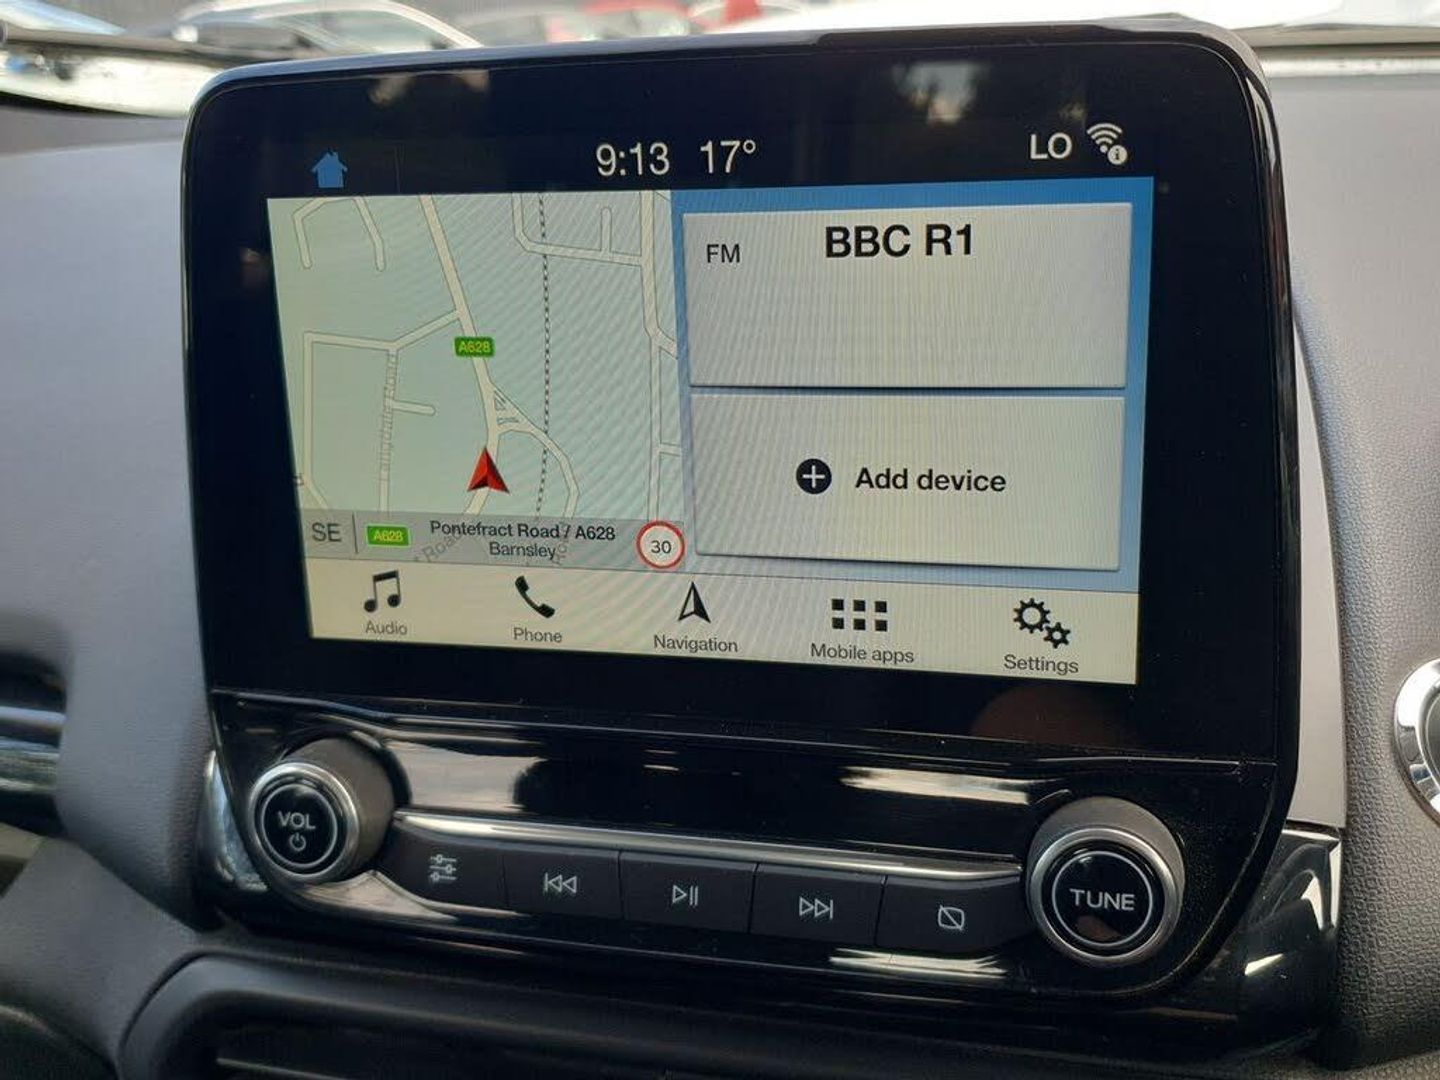 9:13 17° LO
FM BBC R1
A628
Add device
SE A628 Pontefract Road / A628
Barnsley
30
Audio Phone Navigation Mobile apps Settings
VOL
TUNE